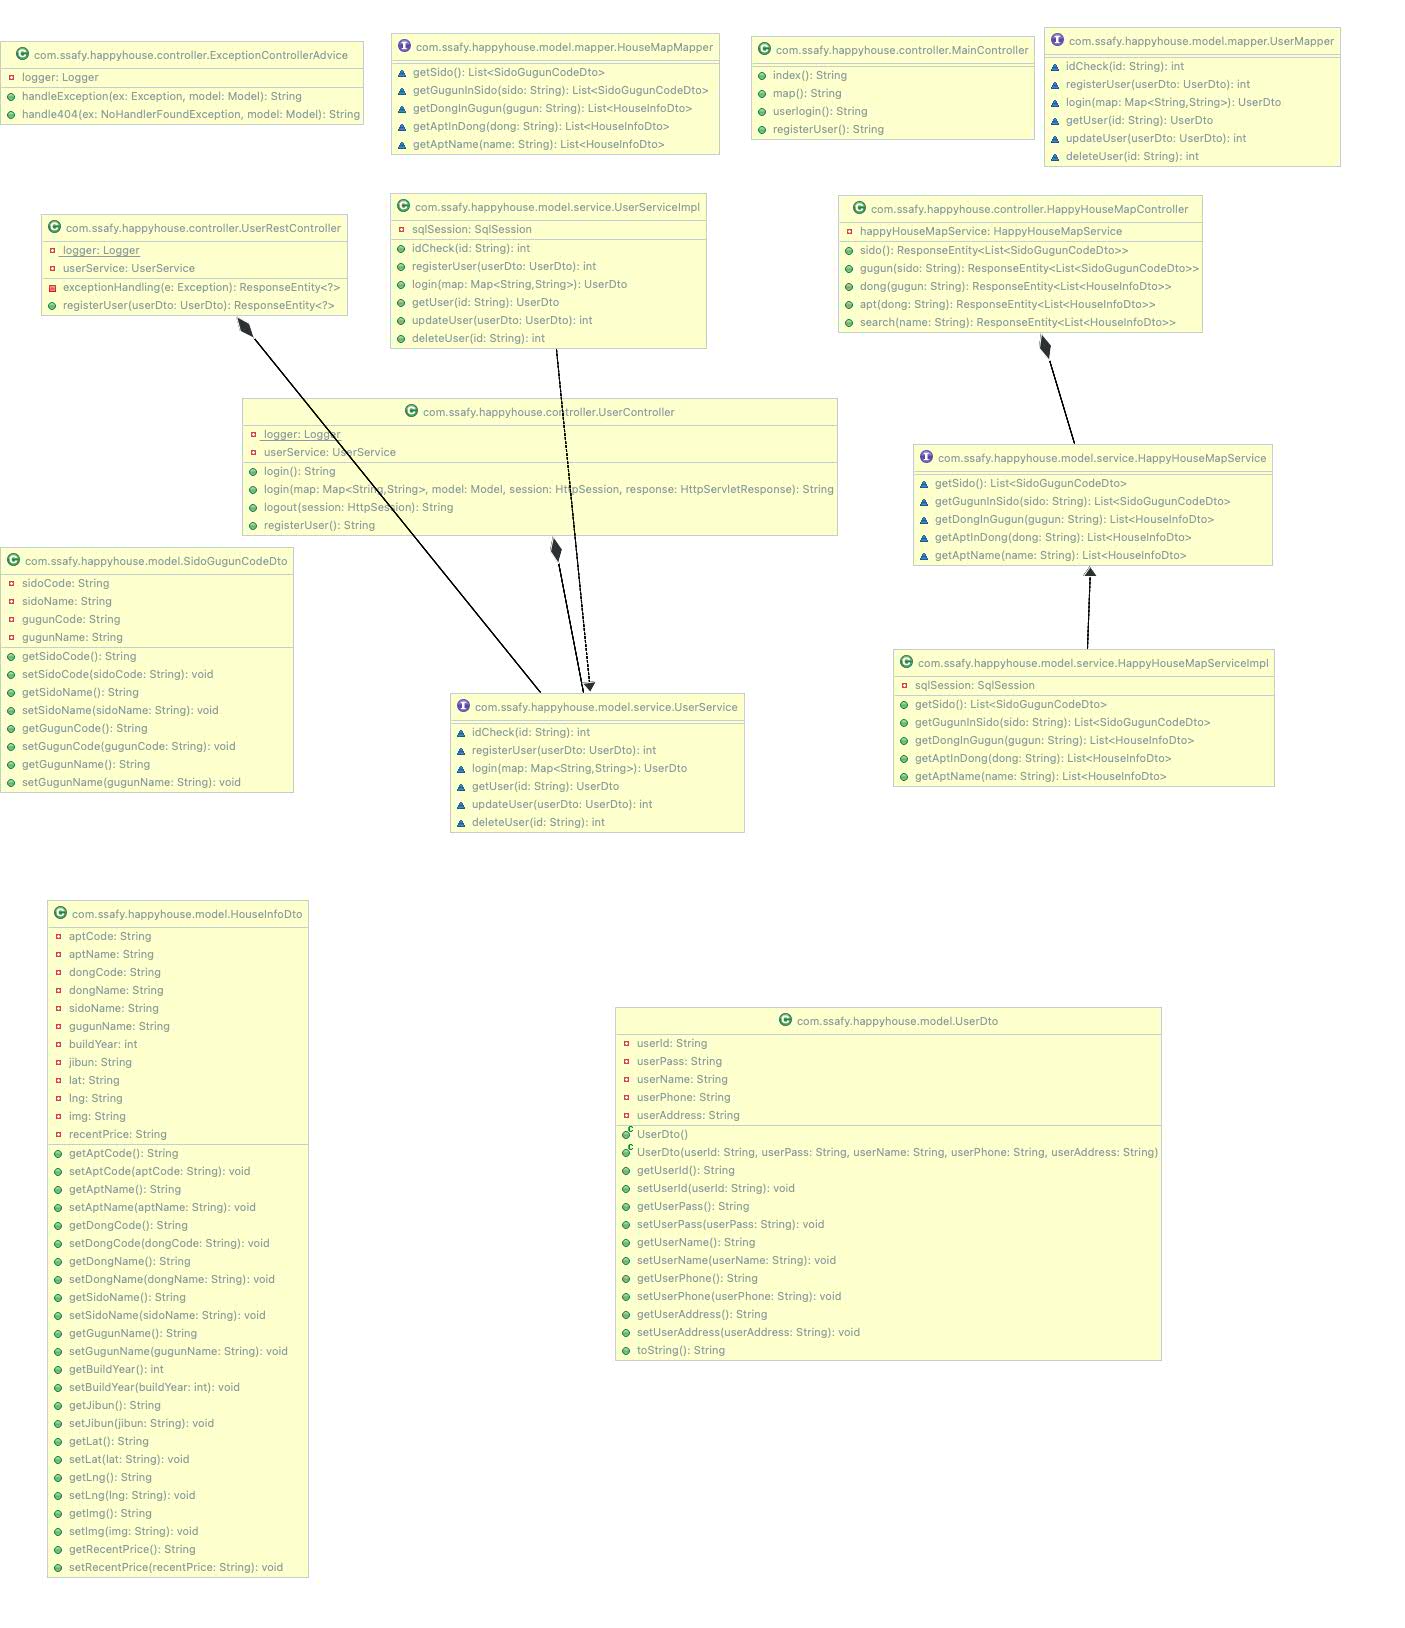 com.ssafy.happyhouse.controller.ExceptionControllerAdvice
logger: Logger
handleException(ex: Exception, model: Model): String
handle404(ex: NoHandlerFoundException, model: Model): String
com.ssafy.happyhouse.model.mapper.HouseMapMapper
getSido(): List<SidoGugunCodeDto>
getGugunInSido(sido: String): List<SidoGugunCodeDto>
getDongInGugun(gugun: String): List<HouseInfoDto>
getAptInDong(dong: String): List<HouseInfoDto>
getAptName(name: String): List<HouseInfoDto>
com.ssafy.happyhouse.controller.MainController
index(): String
map(): String
userlogin(): String
registerUser(): String
com.ssafy.happyhouse.model.mapper.UserMapper
idCheck(id: String): int
registerUser(userDto: UserDto): int
login(map: Map<String,String>): UserDto
getUser(id: String): UserDto
updateUser(userDto: UserDto): int
deleteUser(id: String): int
com.ssafy.happyhouse.controller.UserRestController
logger: Logger
userService: UserService
exceptionHandling(e: Exception): ResponseEntity<?>
registerUser(userDto: UserDto): ResponseEntity<?>
com.ssafy.happyhouse.model.service.UserServiceImpl
sqlSession: SqlSession
idCheck(id: String): int
registerUser(userDto: UserDto): int
login(map: Map<String,String>): UserDto
getUser(id: String): UserDto
updateUser(userDto: UserDto): int
deleteUser(id: String): int
com.ssafy.happyhouse.controller.HappyHouseMapController
happyHouseMapService: HappyHouseMapService
sido(): ResponseEntity<List<SidoGugunCodeDto>>
gugun(sido: String): ResponseEntity<List<SidoGugunCodeDto>>
dong(gugun: String): ResponseEntity<List<HouseInfoDto>>
apt(dong: String): ResponseEntity<List<HouseInfoDto>>
search(name: String): ResponseEntity<List<HouseInfoDto>>
com.ssafy.happyhouse.controller.UserController
logger: Logger
userService: UserService
login(): String
login(map: Map<String,String>, model: Model, session: HttpSession, response: HttpServletResponse): String
logout(session: HttpSession): String
registerUser(): String
com.ssafy.happyhouse.model.service.HappyHouseMapService
getSido(): List<SidoGugunCodeDto>
getGugunInSido(sido: String): List<SidoGugunCodeDto>
getDongInGugun(gugun: String): List<HouseInfoDto>
getAptInDong(dong: String): List<HouseInfoDto>
getAptName(name: String): List<HouseInfoDto>
com.ssafy.happyhouse.model.SidoGugunCodeDto
sidoCode: String
sidoName: String
gugunCode: String
gugunName: String
getSidoCode(): String
setSidoCode(sidoCode: String): void
getSidoName(): String
setSidoName(sidoName: String): void
getGugunCode(): String
setGugunCode(gugunCode: String): void
getGugunName(): String
setGugunName(gugunName: String): void
com.ssafy.happyhouse.model.service.UserService
idCheck(id: String): int
registerUser(userDto: UserDto): int
login(map: Map<String,String>): UserDto
getUser(id: String): UserDto
updateUser(userDto: UserDto): int
deleteUser(id: String): int
com.ssafy.happyhouse.model.service.HappyHouseMapServiceImpl
sqlSession: SqlSession
getSido(): List<SidoGugunCodeDto>
getGugunInSido(sido: String): List<SidoGugunCodeDto>
getDongInGugun(gugun: String): List<HouseInfoDto>
getAptInDong(dong: String): List<HouseInfoDto>
getAptName(name: String): List<HouseInfoDto>
com.ssafy.happyhouse.model.HouseInfoDto
aptCode: String
aptName: String
dongCode: String
dongName: String
sidoName: String
gugunName: String
buildYear: int
jibun: String
lat: String
lng: String
img: String
recentPrice: String
getAptCode(): String
setAptCode(aptCode: String): void
getAptName(): String
setAptName(aptName: String): void
getDongCode(): String
setDongCode(dongCode: String): void
getDongName(): String
setDongName(dongName: String): void
getSidoName(): String
setSidoName(sidoName: String): void
getGugunName(): String
setGugunName(gugunName: String): void
getBuildYear(): int
setBuildYear(buildYear: int): void
getJibun(): String
setJibun(jibun: String): void
getLat(): String
setLat(lat: String): void
getLng(): String
setLng(lng: String): void
getImg(): String
setImg(img: String): void
getRecentPrice(): String
setRecentPrice(recentPrice: String): void
com.ssafy.happyhouse.model.UserDto
userId: String
userPass: String
userName: String
userPhone: String
userAddress: String
UserDto()
UserDto(userId: String, userPass: String, userName: String, userPhone: String, userAddress: String)
getUserId(): String
setUserId(userId: String): void
getUserPass(): String
setUserPass(userPass: String): void
getUserName(): String
setUserName(userName: String): void
getUserPhone(): String
setUserPhone(userPhone: String): void
getUserAddress(): String
setUserAddress(userAddress: String): void
toString(): String